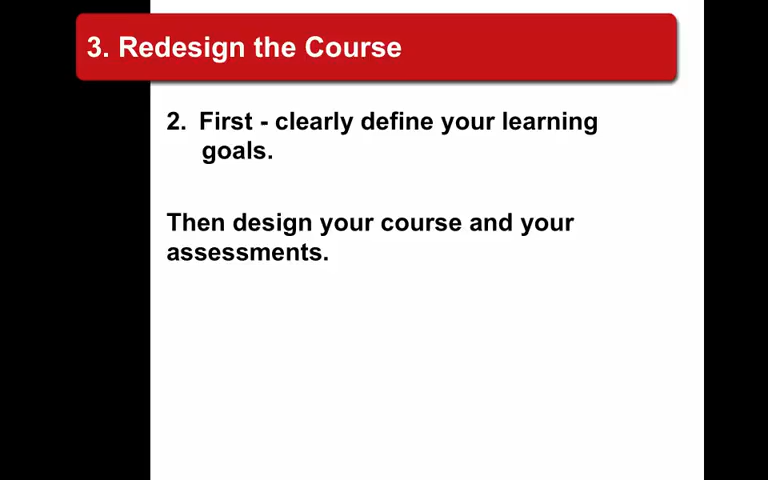 3. Redesign the Course
2. First - clearly define your learning
goals.
Then design your course and your
assessments.